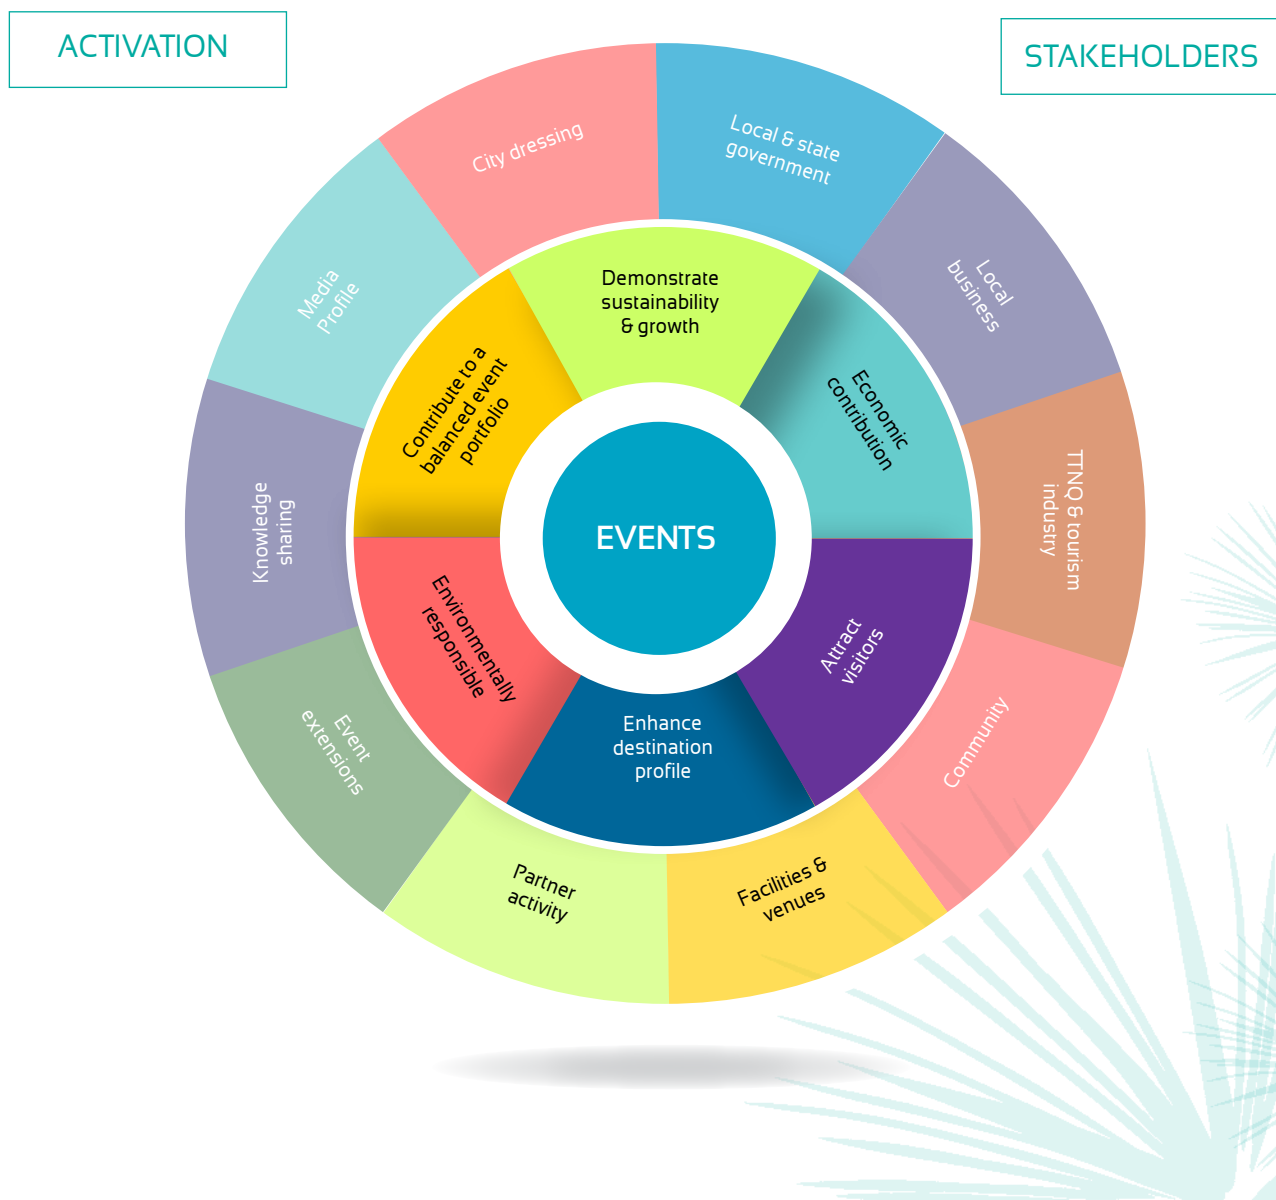 ACTIVATION
STAKEHOLDERS
City dressing
Local & state
government
Local
business
TTNQ & tourism
industry
Community
Facilities &
venues
Partner
activity
Event
extensions
Knowledge
sharing
Media
Profile
Demonstrate
sustainability
& growth
Economic
contribution
Attract
visitors
Enhance
destination
profile
Environmentally
responsible
Contribute to a
balanced event
portfolio
EVENTS